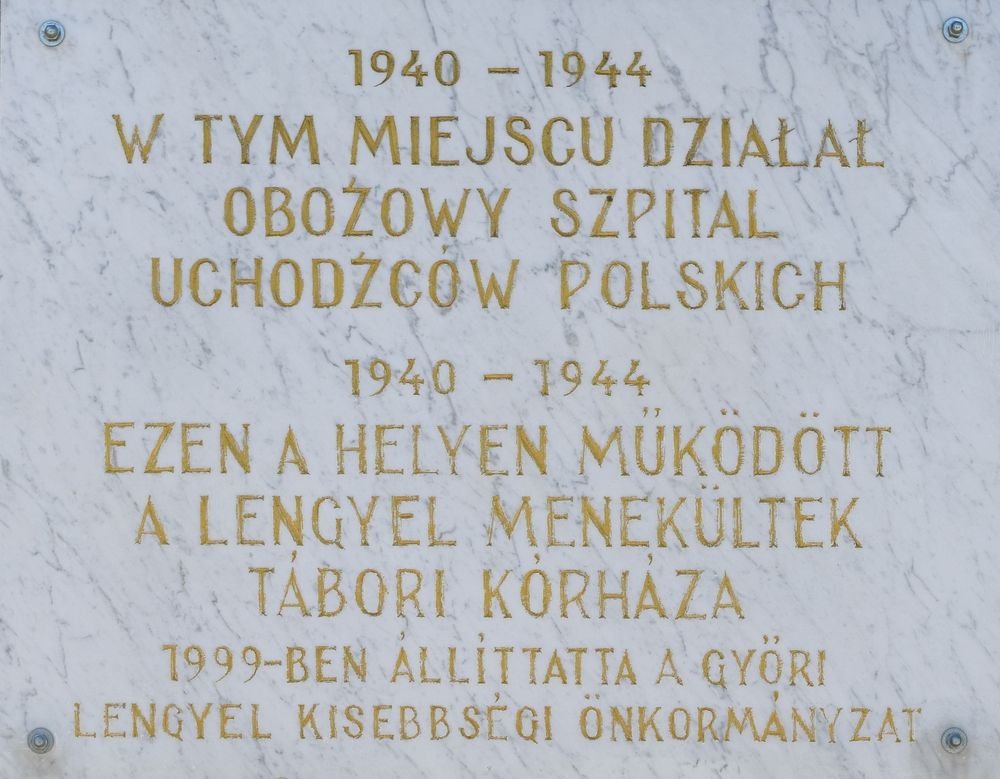 1940 – 1944
W TYM MIEJSCU DZIAŁAŁ
OBOŻOWY SZPITAL
UCHODŹCÓW POLSKICH
1940 – 1944
EZEN A HELYEN MŰKÖDÖTT
A LENGYEL MENEKÜLTEK
TÁBORI KÓRHÁZA
1999-BEN ÁLLÍTTATTA A GYŐRI
LENGYEL KISEBBSÉGI ÖNKORMÁNYZAT